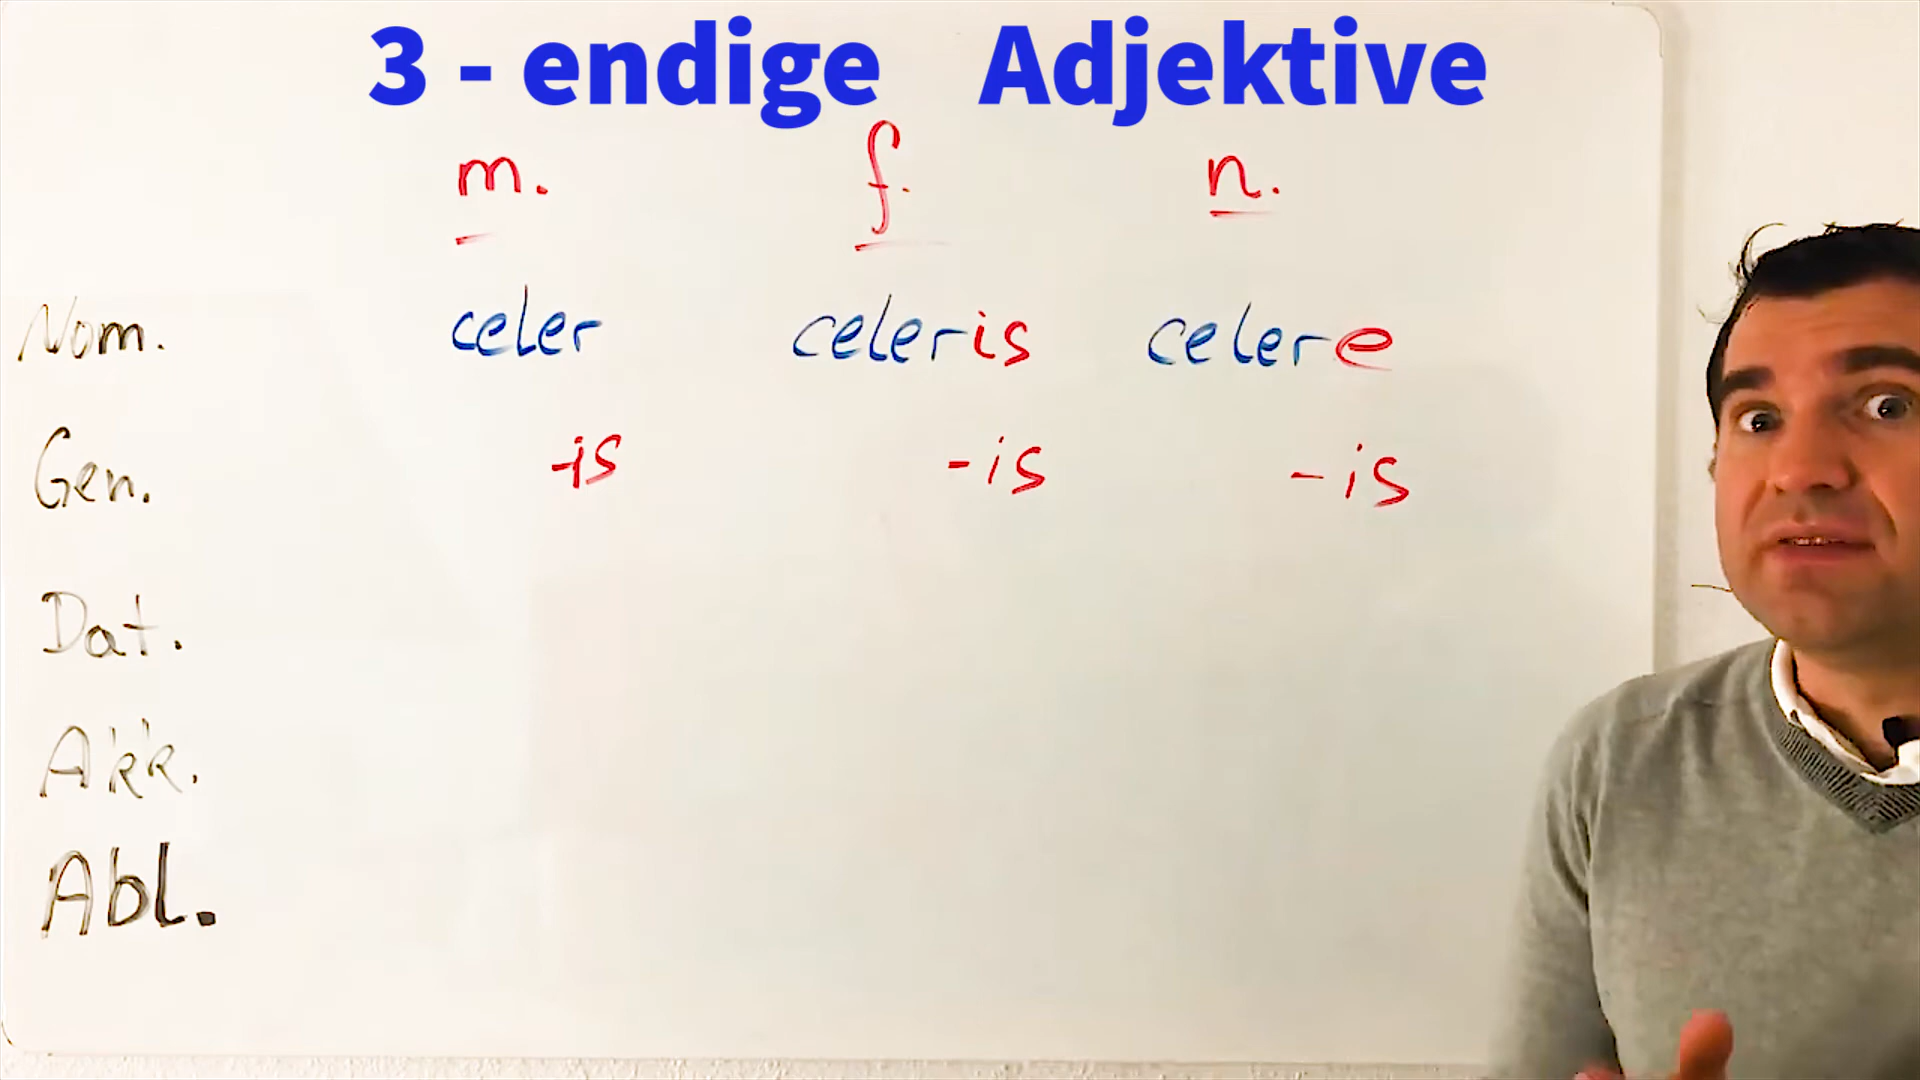 3 - endige Adjektive
m. f. n.
Nom. celer celeris celere
Gen. -is -is -is
Dat.
Akk.
Abl.